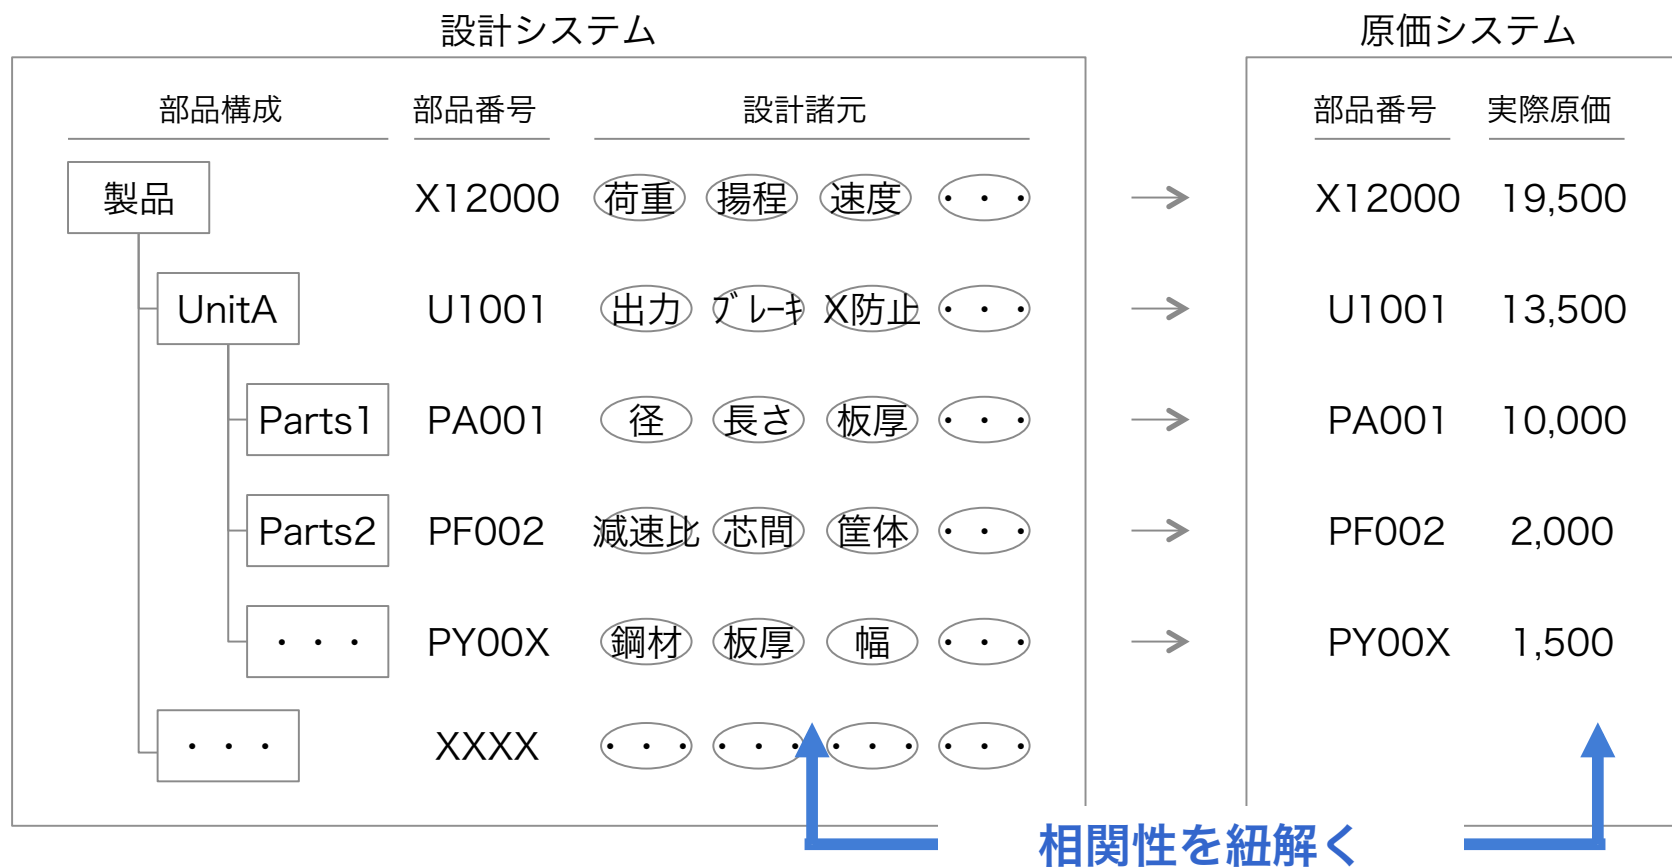 設計システム 原価システム
部品構成 部品番号 設計諸元 部品番号 実際原価
製品 X12000 荷重 揚程 速度 ・・・ X12000 19,500
UnitA U1001 出力 ﾌﾞﾚｰｷ X防止 ・・・ U1001 13,500
Parts1 PA001 径 長さ 板厚 ・・・ PA001 10,000
Parts2 PF002 減速比 芯間 筐体 ・・・ PF002 2,000
・・・ PY00X 鋼材 板厚 幅 ・・・ PY00X 1,500
・・・ XXXX ・・・ ・・・ ・・・ ・・・
相関性を紐解く